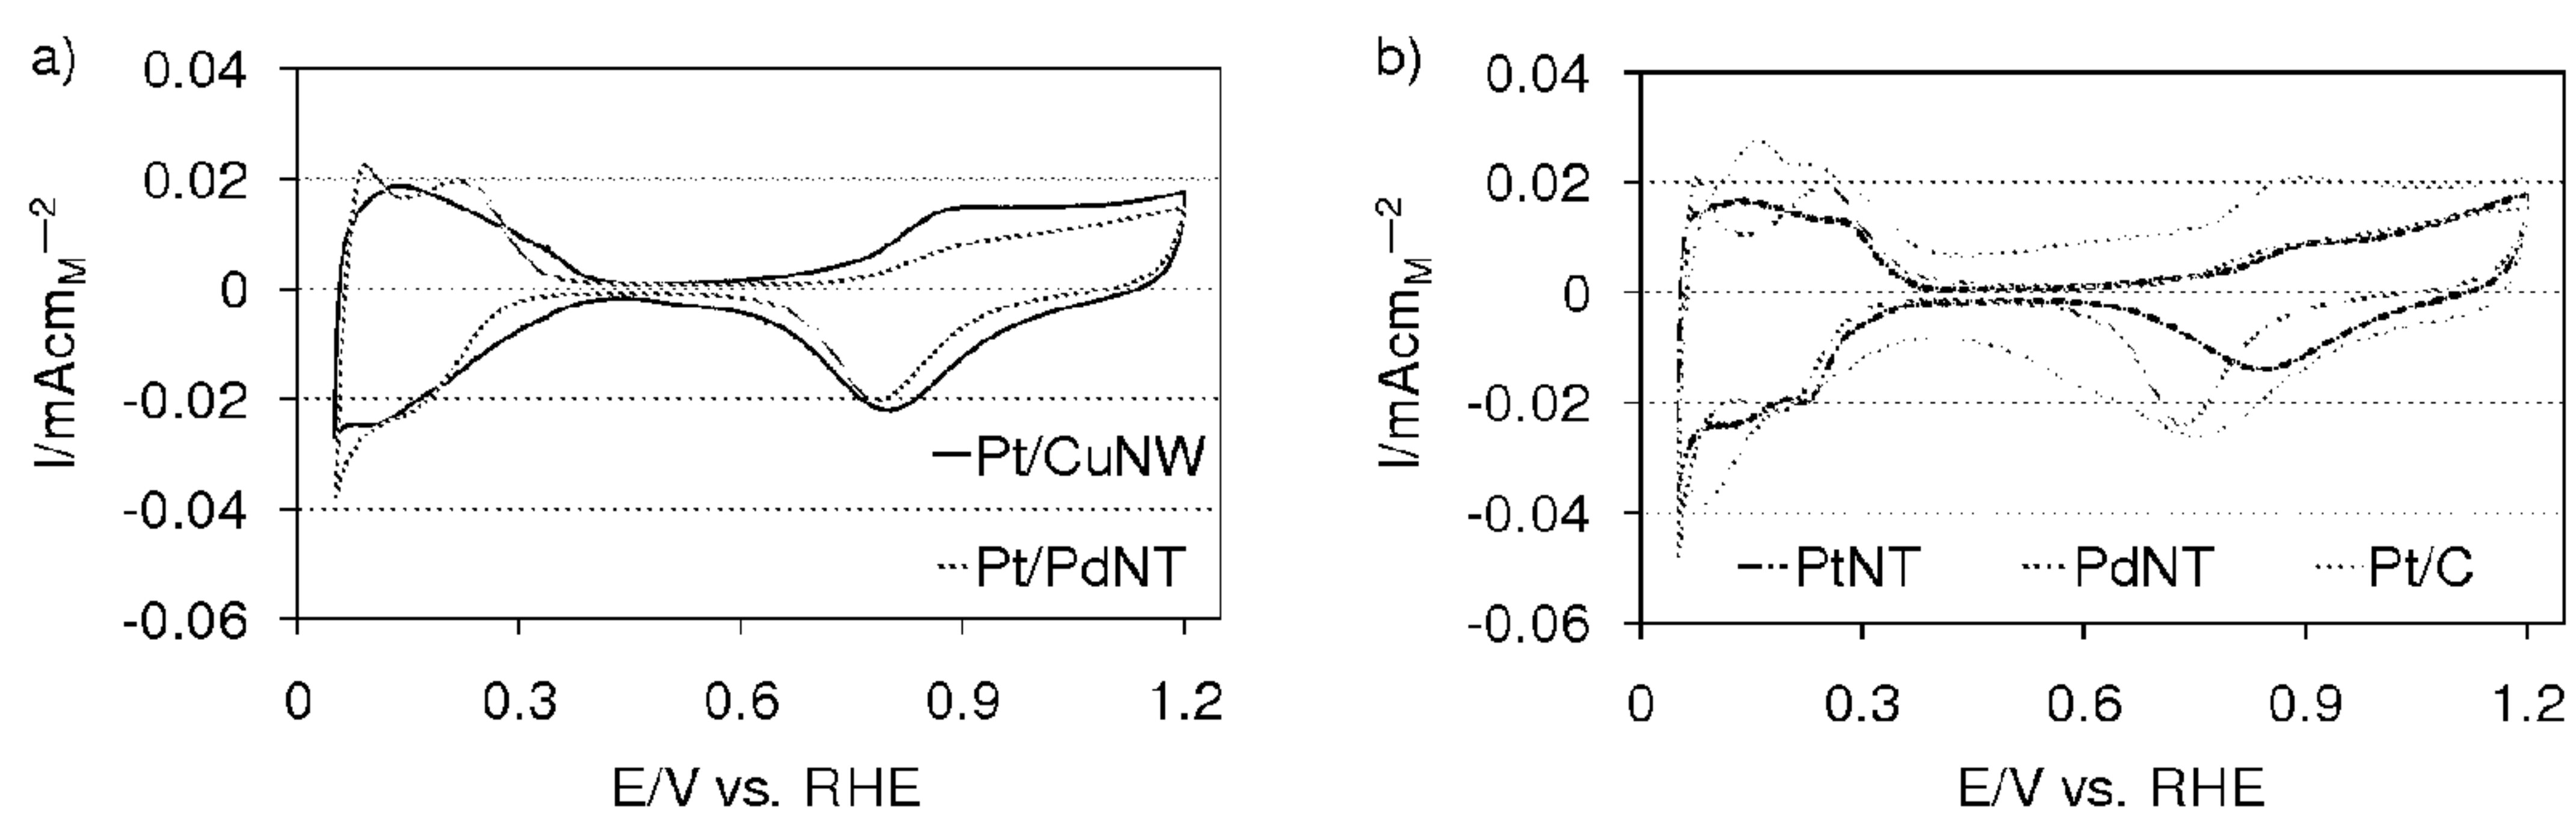 a)
0.04
0.02
0
-0.02
-0.04
-0.06
I/mAcm_M^−2
0 0.3 0.6 0.9 1.2
E/V vs. RHE
Pt/CuNW
Pt/PdNT
b)
0.04
0.02
0
-0.02
-0.04
-0.06
I/mAcm_M^−2
0 0.3 0.6 0.9 1.2
E/V vs. RHE
PtNT PdNT Pt/C